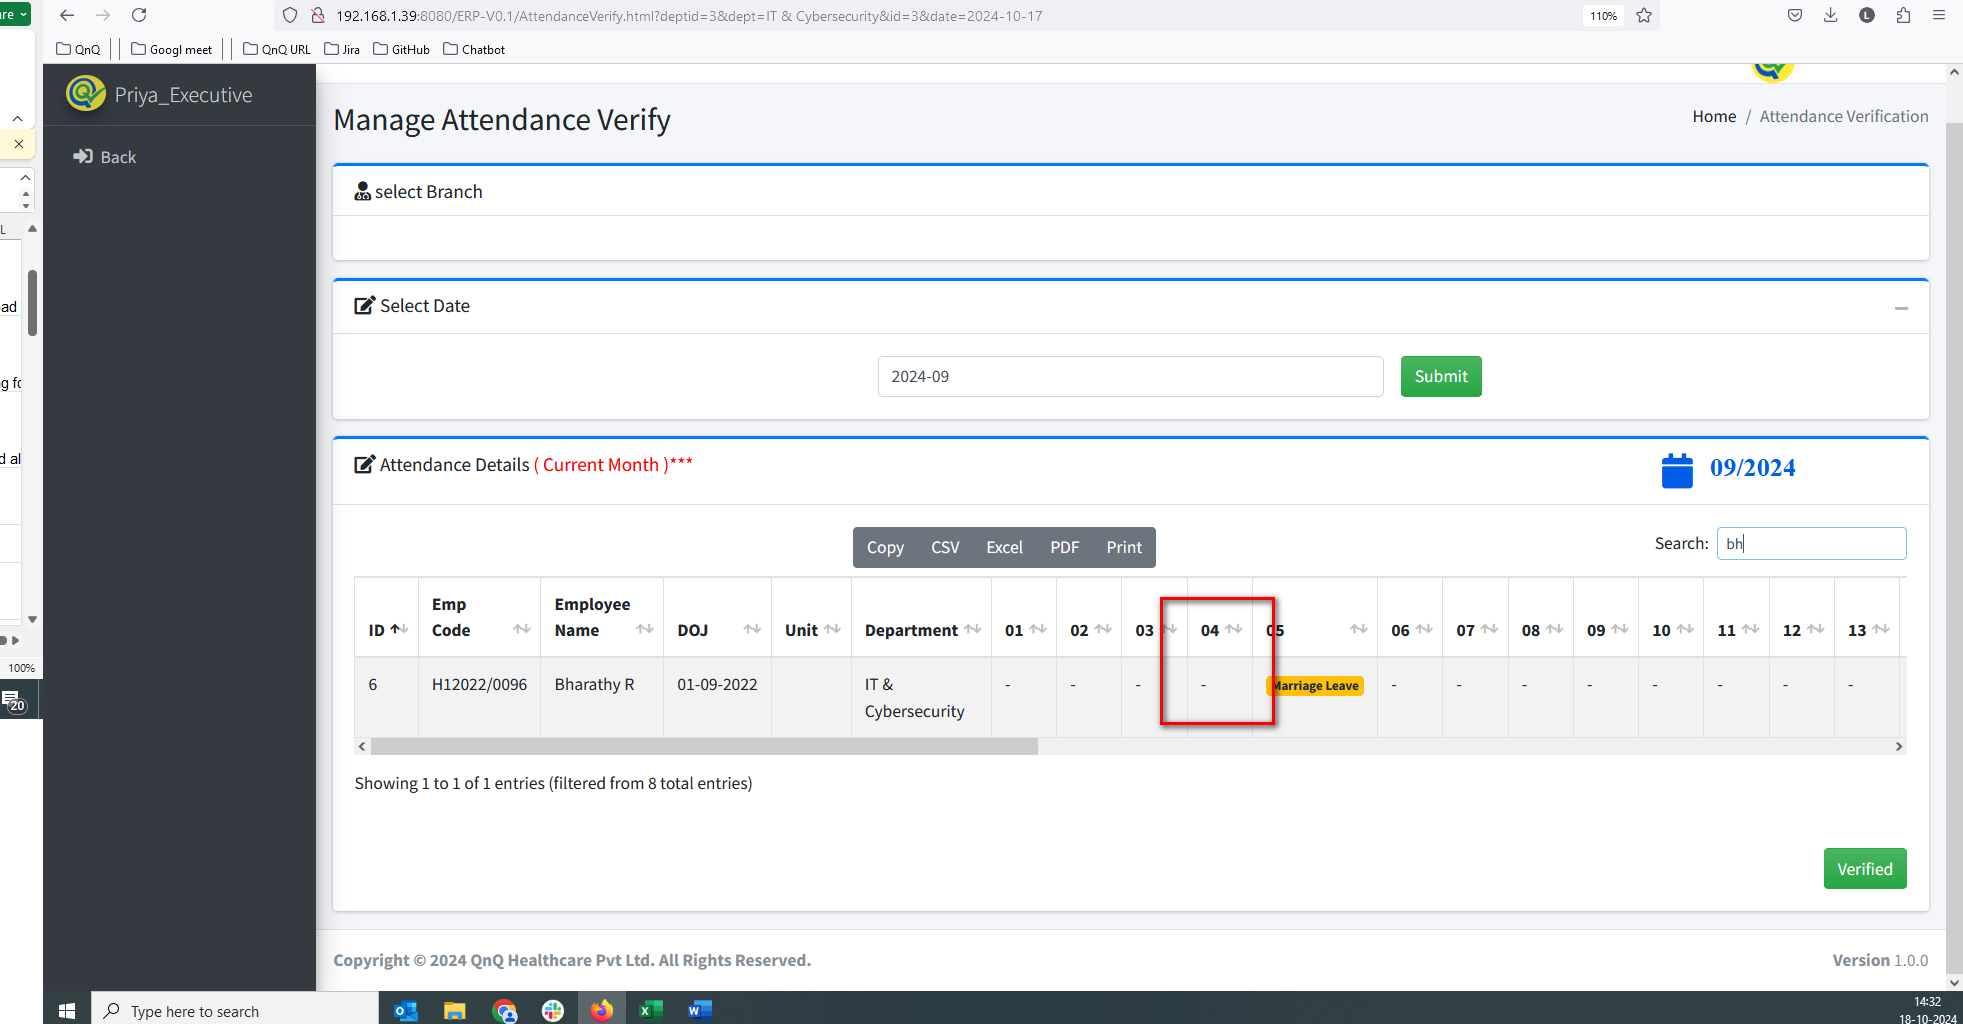 192.168.1.39:8080/ERP-V0.1/AttendanceVerify.html?deptid=3&dept=IT & Cybersecurity&id=3&date=2024-10-17
110%
L
QnQ
Googl meet
QnQ URL
Jira
GitHub
Chatbot
Priya_Executive
Back
Manage Attendance Verify
Home / Attendance Verification
select Branch
Select Date
2024-09
Submit
Attendance Details ( Current Month )***
09/2024
Copy CSV Excel PDF Print
Search: bh
ID Emp Code Employee Name DOJ Unit Department 01 02 03 04 05 06 07 08 09 10 11 12 13
6 H12022/0096 Bharathy R 01-09-2022 IT & Cybersecurity - - - - Marriage Leave - - - - - - - -
Showing 1 to 1 of 1 entries (filtered from 8 total entries)
Verified
Copyright © 2024 QnQ Healthcare Pvt Ltd. All Rights Reserved.
Version 1.0.0
L
100%
20
Type here to search
14:32
18-10-2024